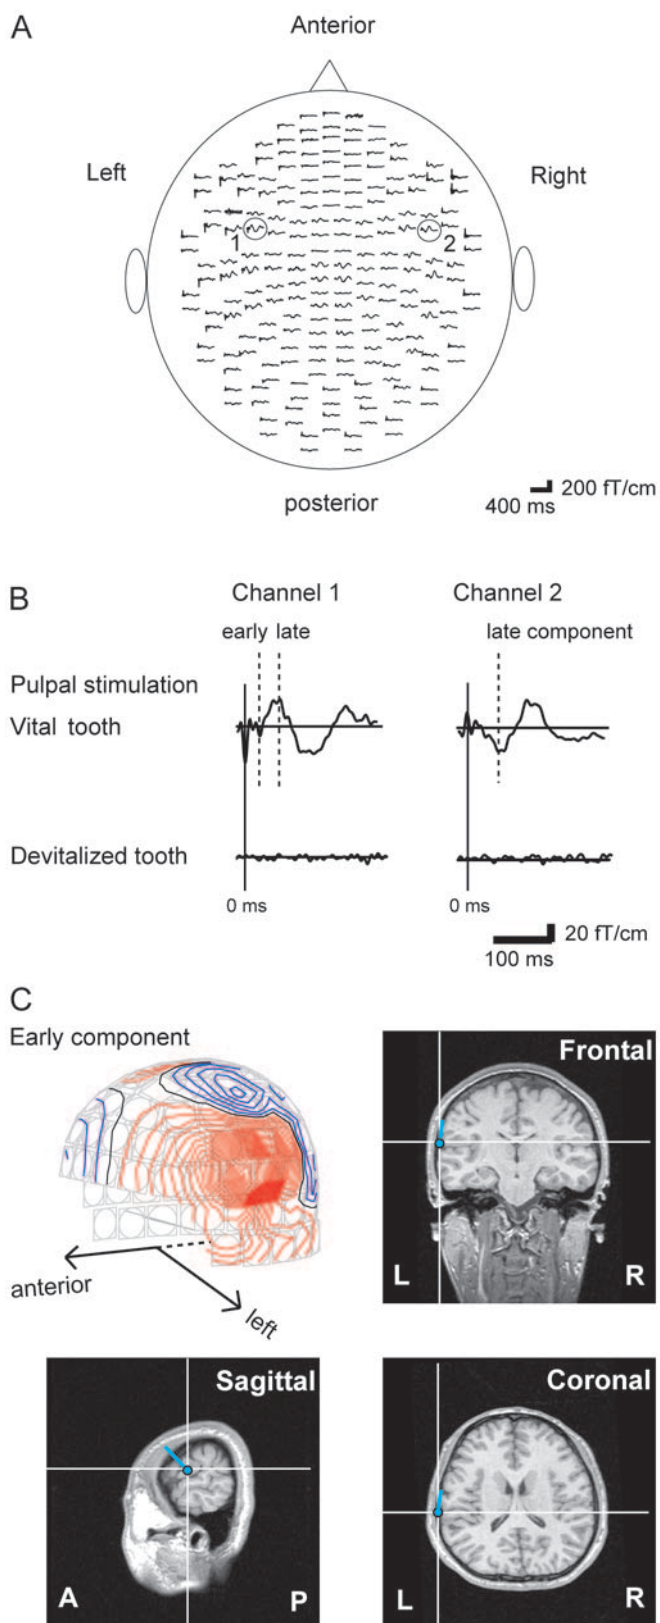 A
Anterior
Left
Right
1
2
posterior
200 fT/cm
400 ms
B
Channel 1
Channel 2
early
late
late component
Pulpal stimulation
Vital tooth
Devitalized tooth
0 ms
0 ms
20 fT/cm
100 ms
C
Early component
Frontal
anterior
left
L
R
Sagittal
Coronal
A
P
L
R